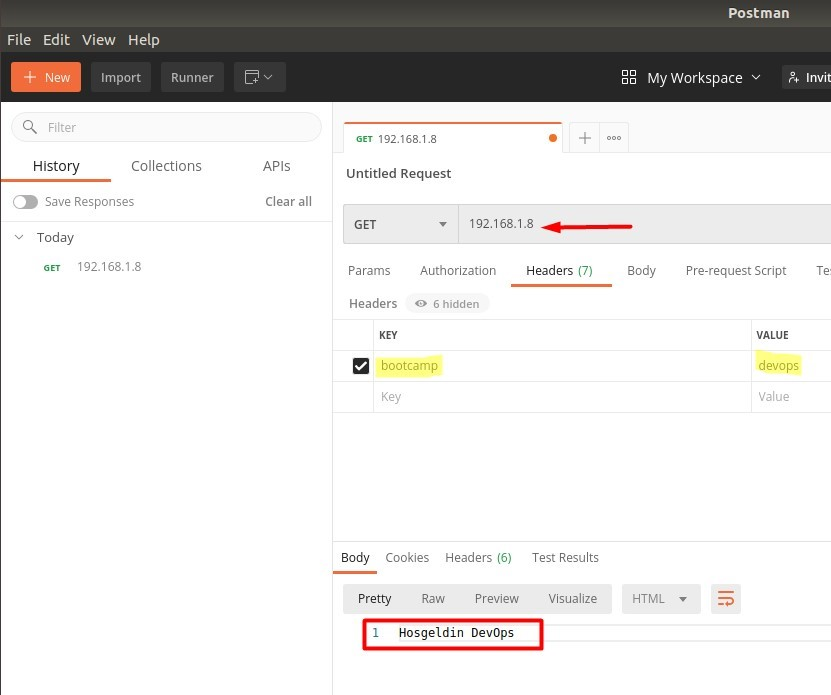 Postman
File Edit View Help
New Import Runner My Workspace Invit
Filter
History Collections APIs
Save Responses Clear all
Today
GET 192.168.1.8
GET 192.168.1.8
Untitled Request
GET 192.168.1.8
Params Authorization Headers (7) Body Pre-request Script Tes
Headers 6 hidden
KEY VALUE
bootcamp devops
Key Value
Body Cookies Headers (6) Test Results
Pretty Raw Preview Visualize HTML
1 Hosgeldin DevOps